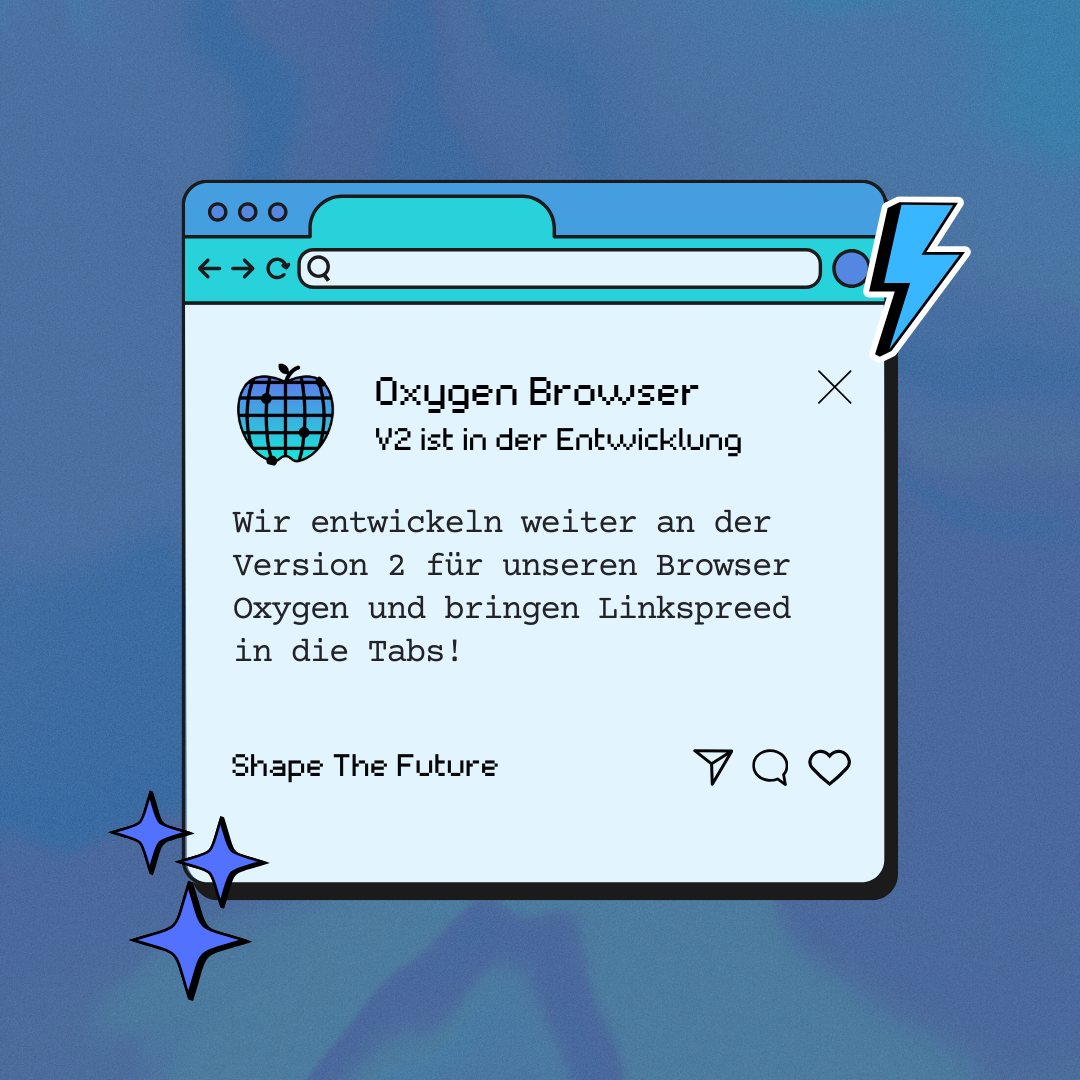 Oxygen Browser
V2 ist in der Entwicklung
Wir entwickeln weiter an der
Version 2 für unseren Browser
Oxygen und bringen Linkspreed
in die Tabs!
Shape The Future